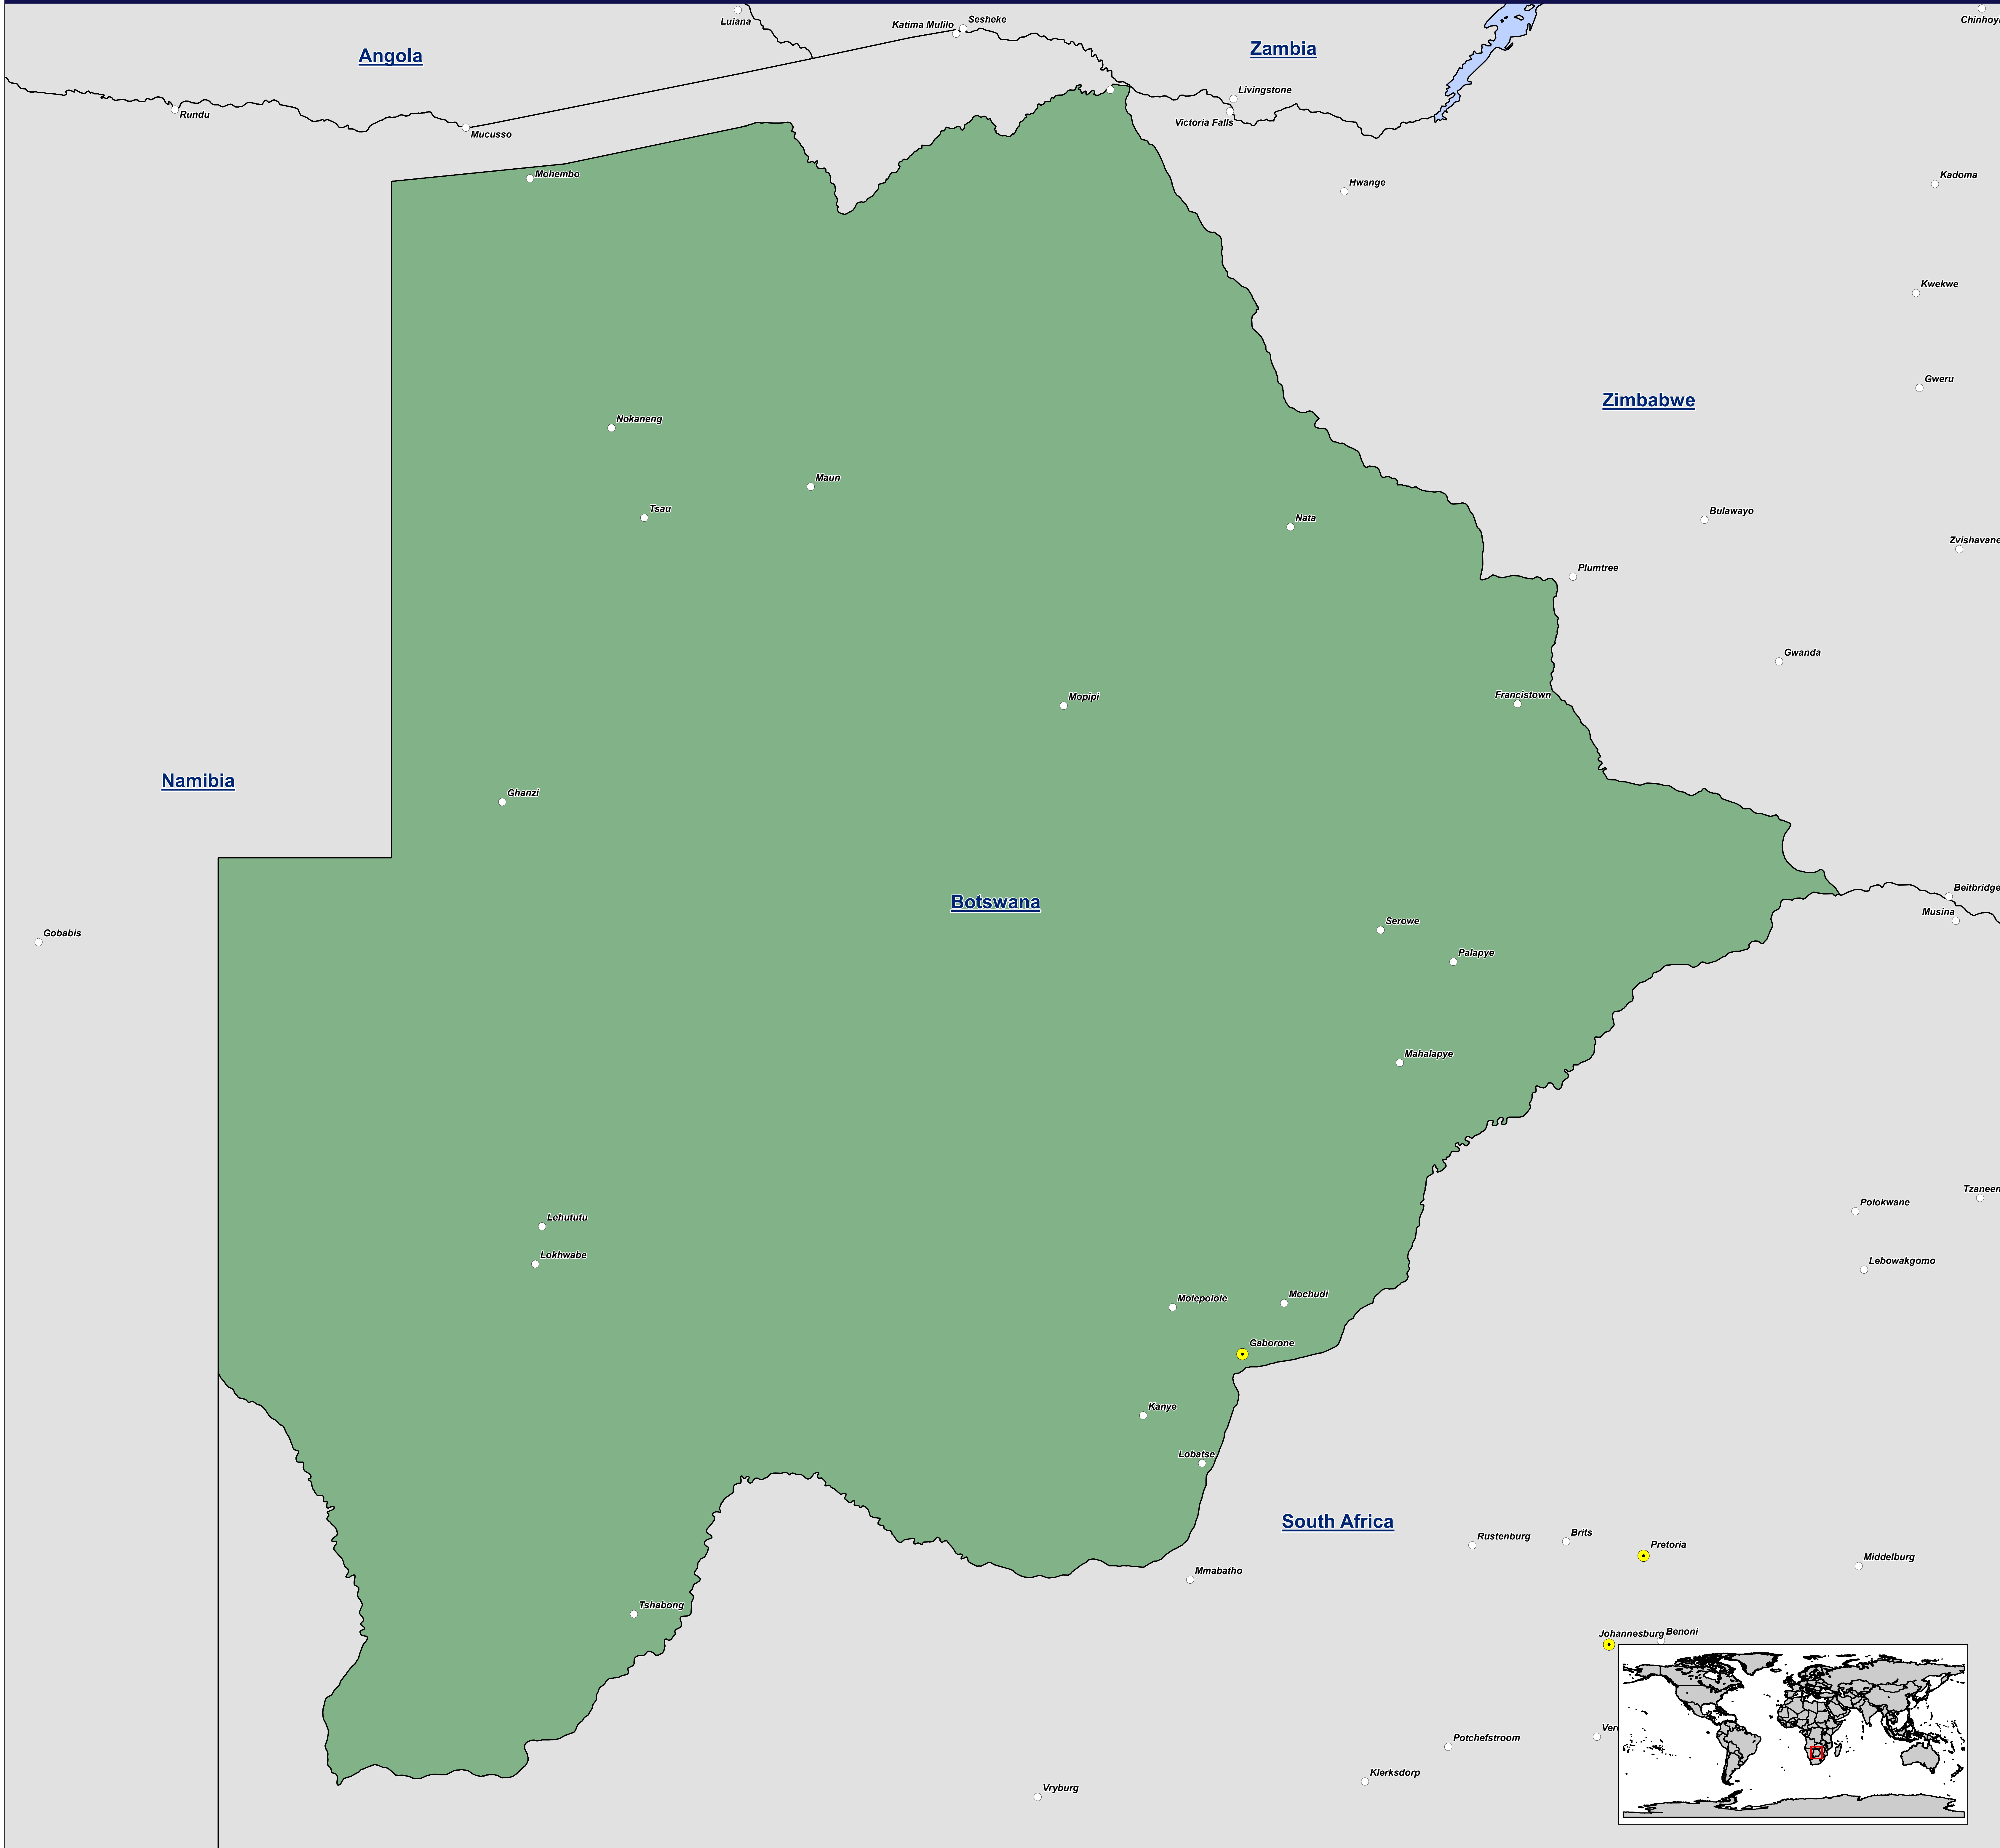 Luiana
Katima Mulilo
Sesheke
Angola
Zambia
Livingstone
Victoria Falls
Rundu
Mucusso
Mohembo
Hwange
Kadoma
Kwekwe
Gweru
Zimbabwe
Nokaneng
Maun
Tsau
Nata
Bulawayo
Zvishavane
Plumtree
Gwanda
Mopipi
Francistown
Namibia
Ghanzi
Botswana
Beitbridge
Musina
Serowe
Gobabis
Palapye
Mahalapye
Tzaneen
Polokwane
Lehututu
Lokhwabe
Lebowakgomo
Molepolole
Mochudi
Gaborone
Kanye
Lobatse
South Africa
Rustenburg
Brits
Pretoria
Middelburg
Mmabatho
Tshabong
Johannesburg
Benoni
Potchefstroom
Klerksdorp
Vryburg